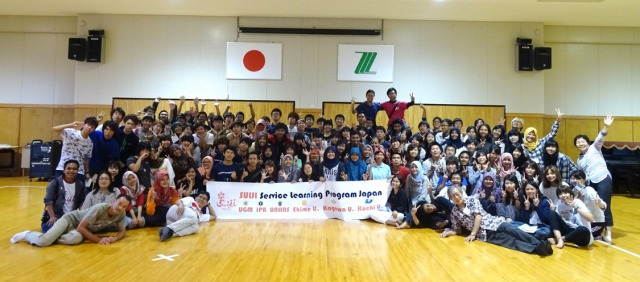 SUIJI Service Learning Program Japan
UGM IPB UNHAS Ehime U. Kagawa U. Kochi U.